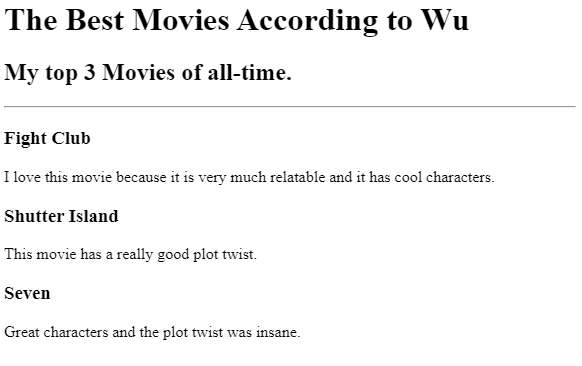 The Best Movies According to Wu
My top 3 Movies of all-time.
Fight Club
I love this movie because it is very much relatable and it has cool characters.
Shutter Island
This movie has a really good plot twist.
Seven
Great characters and the plot twist was insane.